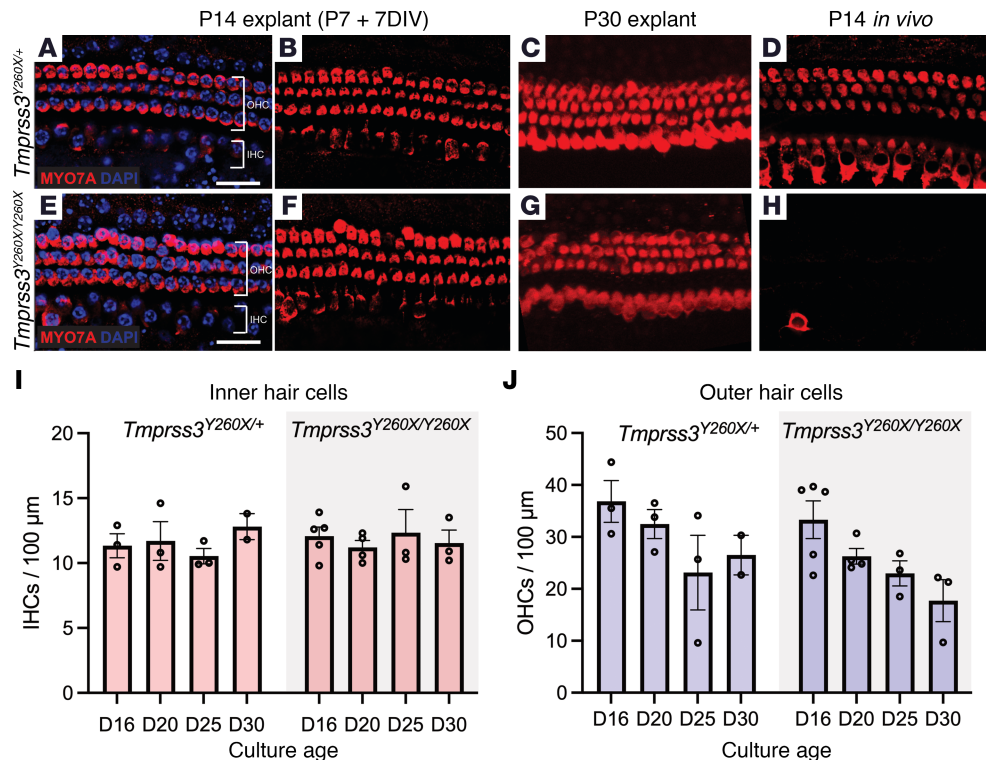 P14 explant (P7 + 7DIV)
P30 explant
P14 in vivo
Tmprss3Y260X/+
A
OHC
IHC
MYO7A DAPI
B
C
D
Tmprss3Y260X/Y260X
E
OHC
IHC
MYO7A DAPI
F
G
H
I
Inner hair cells
Tmprss3Y260X/+
Tmprss3Y260X/Y260X
IHCs / 100 µm
20
15
10
5
0
D16 D20 D25 D30
D16 D20 D25 D30
Culture age
J
Outer hair cells
Tmprss3Y260X/+
Tmprss3Y260X/Y260X
OHCs / 100 µm
50
40
30
20
10
0
D16 D20 D25 D30
D16 D20 D25 D30
Culture age